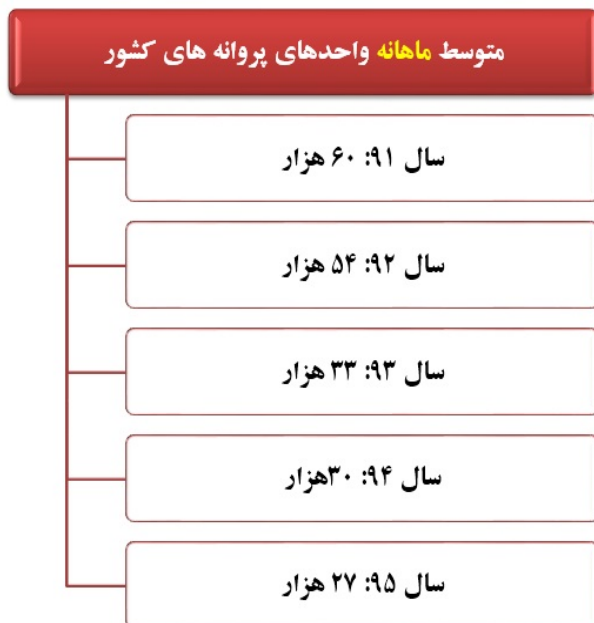 متوسط ماهانه واحدهای پروانه های کشور
سال ۹۱: ۶۰ هزار
سال ۹۲: ۵۴ هزار
سال ۹۳: ۳۳ هزار
سال ۹۴: ۳۰هزار
سال ۹۵: ۲۷ هزار